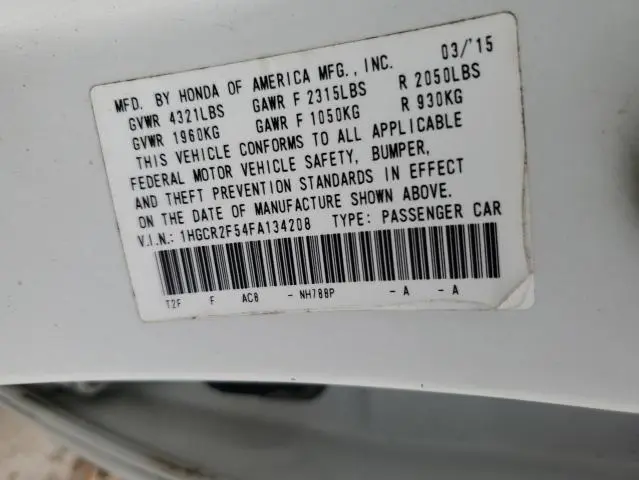 MFD. BY HONDA OF AMERICA MFG., INC. 03/'15
GVWR 4321LBS GAWR F 2315LBS R 2050LBS
GVWR 1960KG GAWR F 1050KG R 930KG
THIS VEHICLE CONFORMS TO ALL APPLICABLE
FEDERAL MOTOR VEHICLE SAFETY, BUMPER,
AND THEFT PREVENTION STANDARDS IN EFFECT
ON THE DATE OF MANUFACTURE SHOWN ABOVE.
V.I.N.: 1HGCR2F54FA134208 TYPE: PASSENGER CAR
T2F F AC8 - NH788P - A - A